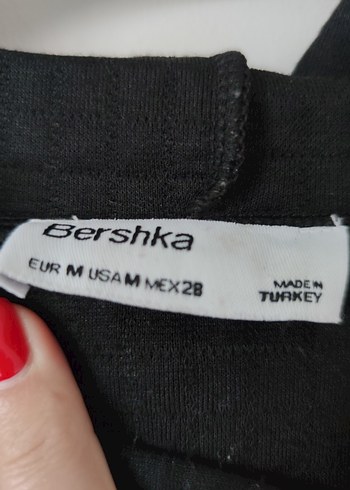 Bershka
EUR M USA M MEX 28
MADE IN
TURKEY